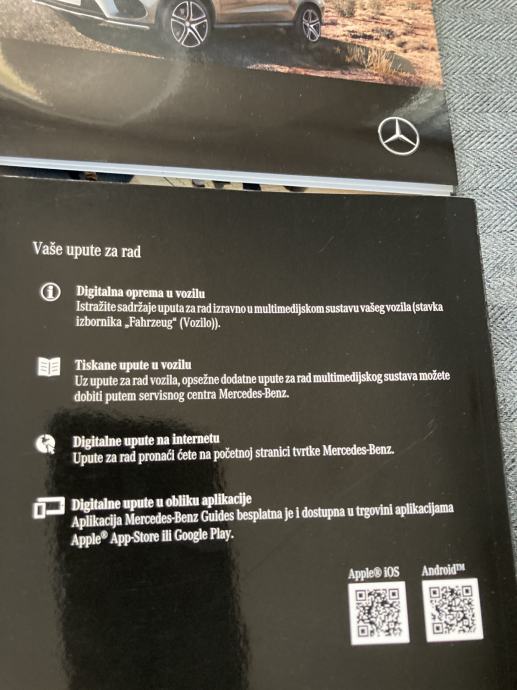 Vaše upute za rad
Digitalna oprema u vozilu
Istražite sadržaje uputa za rad izravno u multimedijskom sustavu vašeg vozila (stavka
izbornika „Fahrzeug“ (Vozilo)).
Tiskane upute u vozilu
Uz upute za rad vozila, opsežne dodatne upute za rad multimedijskog sustava možete
dobiti putem servisnog centra Mercedes-Benz.
Digitalne upute na internetu
Upute za rad pronaći ćete na početnoj stranici tvrtke Mercedes-Benz.
Digitalne upute u obliku aplikacije
Aplikacija Mercedes-Benz Guides besplatna je i dostupna u trgovini aplikacijama
Apple® App-Store ili Google Play.
Apple® iOS Android™